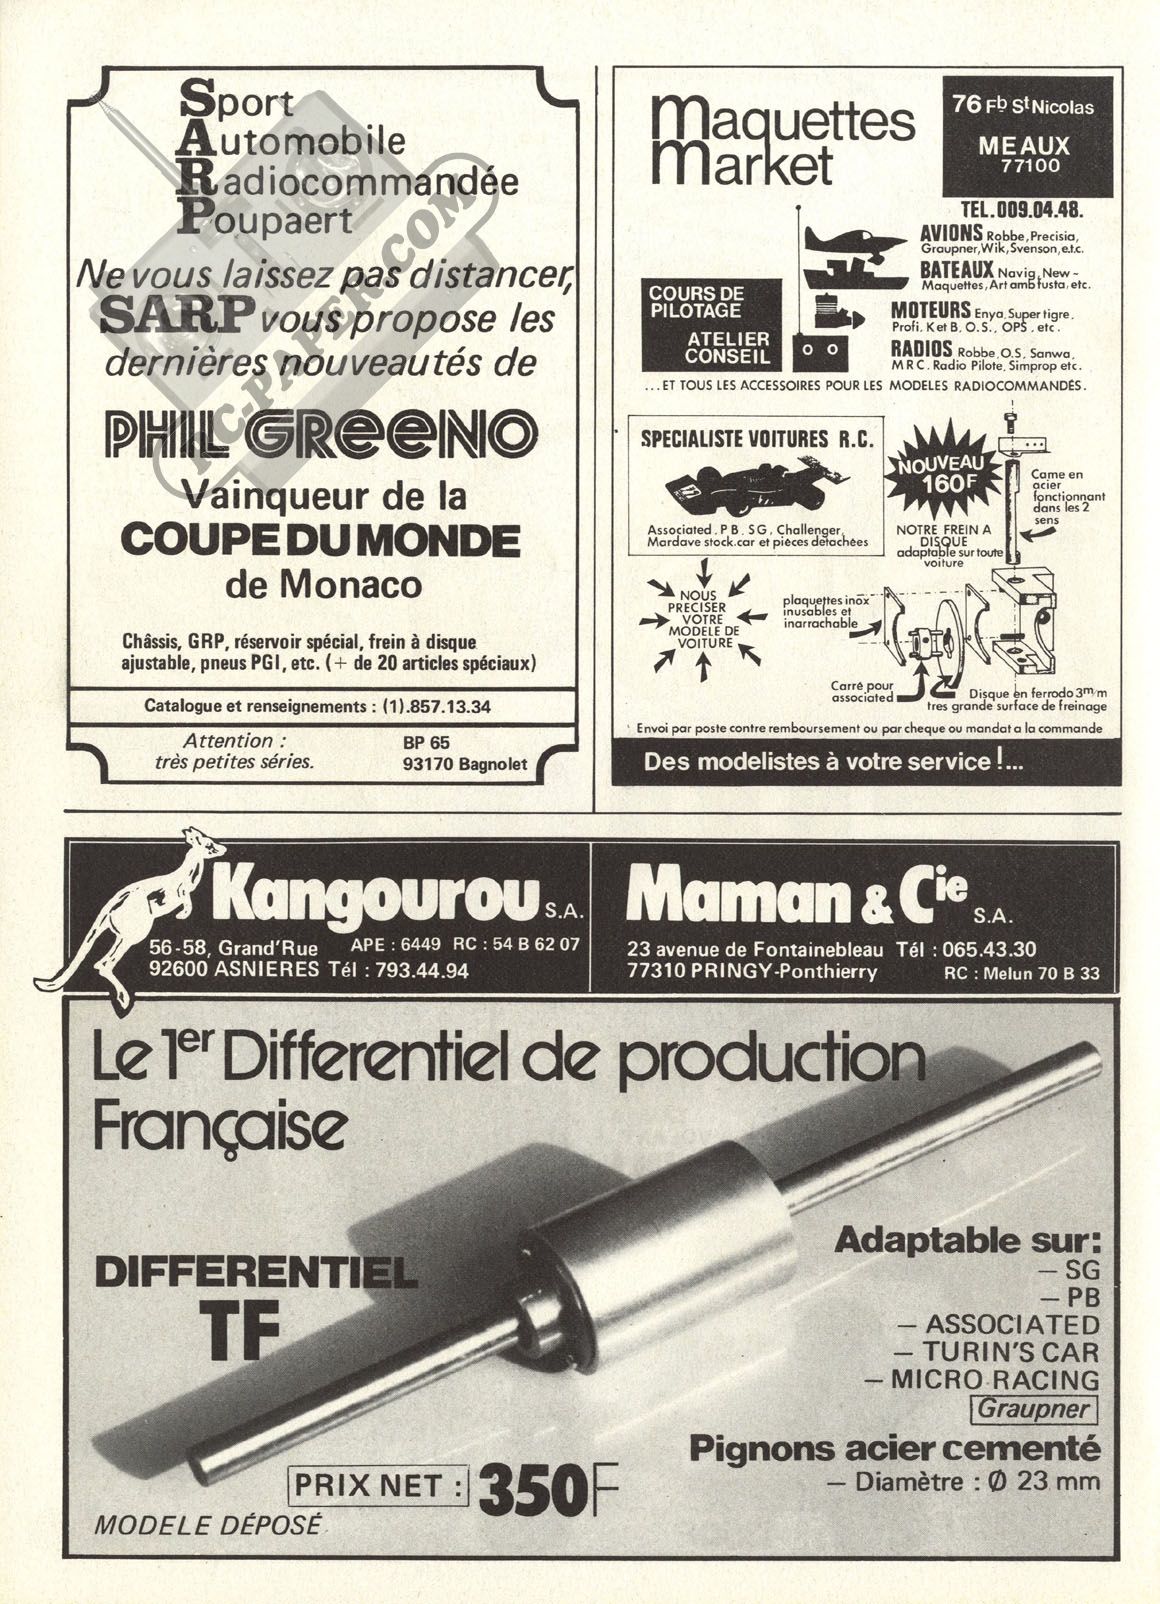 Sport
Automobile
Radiocommandée
Poupaert
Ne vous laissez pas distancer,
SARP vous propose les
dernières nouveautés de
PHIL GREENO
Vainqueur de la
COUPE DU MONDE
de Monaco
Châssis, GRP, réservoir spécial, frein à disque
ajustable, pneus PGI, etc. (+ de 20 articles spéciaux)
Catalogue et renseignements : (1).857.13.34
Attention :
très petites séries.
BP 65
93170 Bagnolet
RC-PAPER.COM
maquettes
market
76 Fb St Nicolas
MEAUX
77100
TEL.009.04.48.
AVIONS Robbe,Precisia,
Graupner,Wik,Svenson,e.t.c.
BATEAUX Navig,New-
Maquettes,Art amb fusta, etc.
MOTEURS Enya, Super tigre,
Profi. K et B, O.S., OPS, etc.
RADIOS Robbe, O.S, Sanwa,
M R C. Radio Pilote, Simprop etc.
COURS DE
PILOTAGE
ATELIER
CONSEIL
...ET TOUS LES ACCESSOIRES POUR LES MODELES RADIOCOMMANDÉS.
SPECIALISTE VOITURES R.C.
Associated, P B, SG, Challenger,
Mardave stock.car et pièces detachées
NOUVEAU
160F
NOTRE FREIN A
DISQUE
adaptable sur toute
voiture
Came en
acier
fonctionnant
dans les 2
sens
NOUS
PRECISER
VOTRE
MODELE DE
VOITURE
plaquettes inox
inusables et
inarrachable
Carré pour
associated
Disque en ferrodo 3m/m
tres grande surface de freinage
Envoi par poste contre remboursement ou par cheque ou mandat a la commande
Des modelistes à votre service !...
Kangourou S.A.
56-58, Grand'Rue APE : 6449 RC : 54 B 62 07
92600 ASNIERES Tél : 793.44.94
Maman & Cie S.A.
23 avenue de Fontainebleau Tél : 065.43.30
77310 PRINGY-Ponthierry RC : Melun 70 B 33
Le 1er Differentiel de production
Française
DIFFERENTIEL
TF
Adaptable sur:
– SG
– PB
– ASSOCIATED
– TURIN'S CAR
– MICRO RACING
Graupner
Pignons acier cementé
– Diamètre : Ø 23 mm
PRIX NET : 350F
MODELE DÉPOSÉ